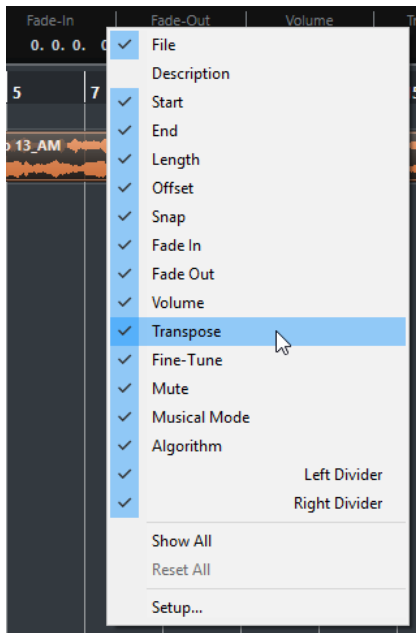 Fade-In Fade-Out Volume
0. 0. 0.
File
Description
5 7 Start
End
13_AM Length
Offset
Snap
Fade In
Fade Out
Volume
Transpose
Fine-Tune
Mute
Musical Mode
Algorithm
Left Divider
Right Divider
Show All
Reset All
Setup...